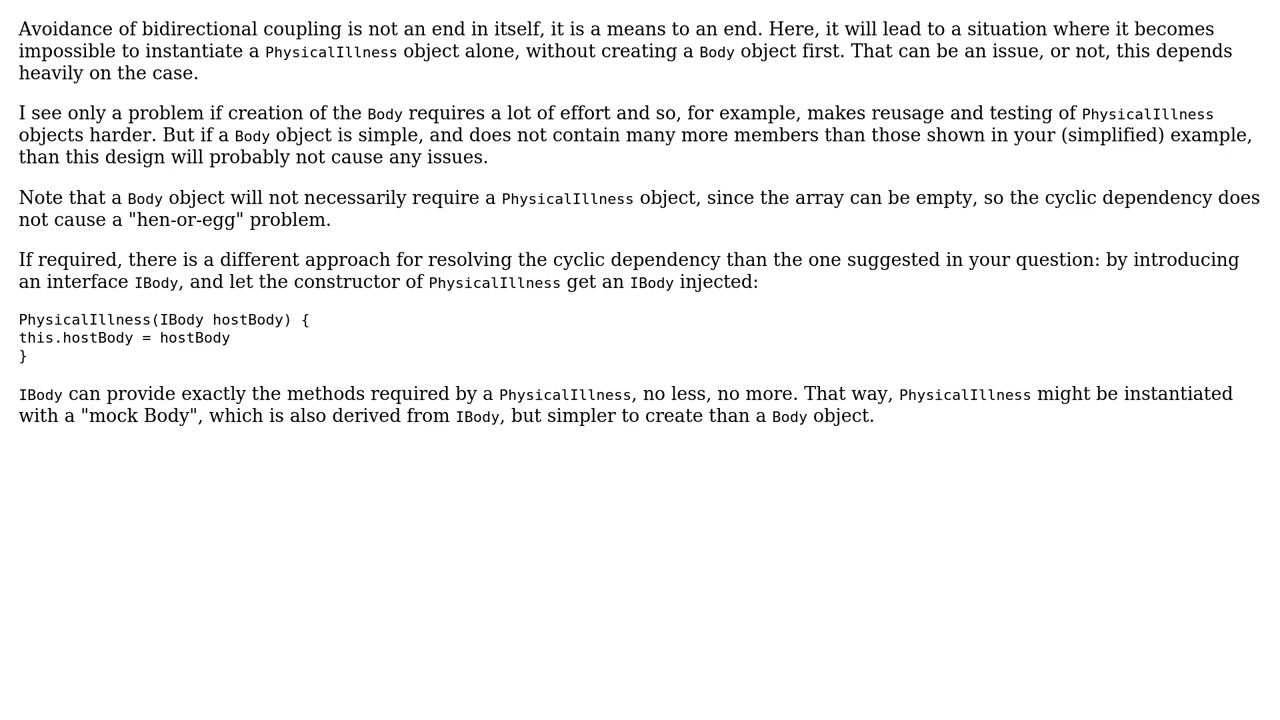 Avoidance of bidirectional coupling is not an end in itself, it is a means to an end. Here, it will lead to a situation where it becomes
impossible to instantiate a PhysicalIllness object alone, without creating a Body object first. That can be an issue, or not, this depends
heavily on the case.
I see only a problem if creation of the Body requires a lot of effort and so, for example, makes reusage and testing of PhysicalIllness
objects harder. But if a Body object is simple, and does not contain many more members than those shown in your (simplified) example,
than this design will probably not cause any issues.
Note that a Body object will not necessarily require a PhysicalIllness object, since the array can be empty, so the cyclic dependency does
not cause a "hen-or-egg" problem.
If required, there is a different approach for resolving the cyclic dependency than the one suggested in your question: by introducing
an interface IBody, and let the constructor of PhysicalIllness get an IBody injected:
PhysicalIllness(IBody hostBody) {
this.hostBody = hostBody
}
IBody can provide exactly the methods required by a PhysicalIllness, no less, no more. That way, PhysicalIllness might be instantiated
with a "mock Body", which is also derived from IBody, but simpler to create than a Body object.